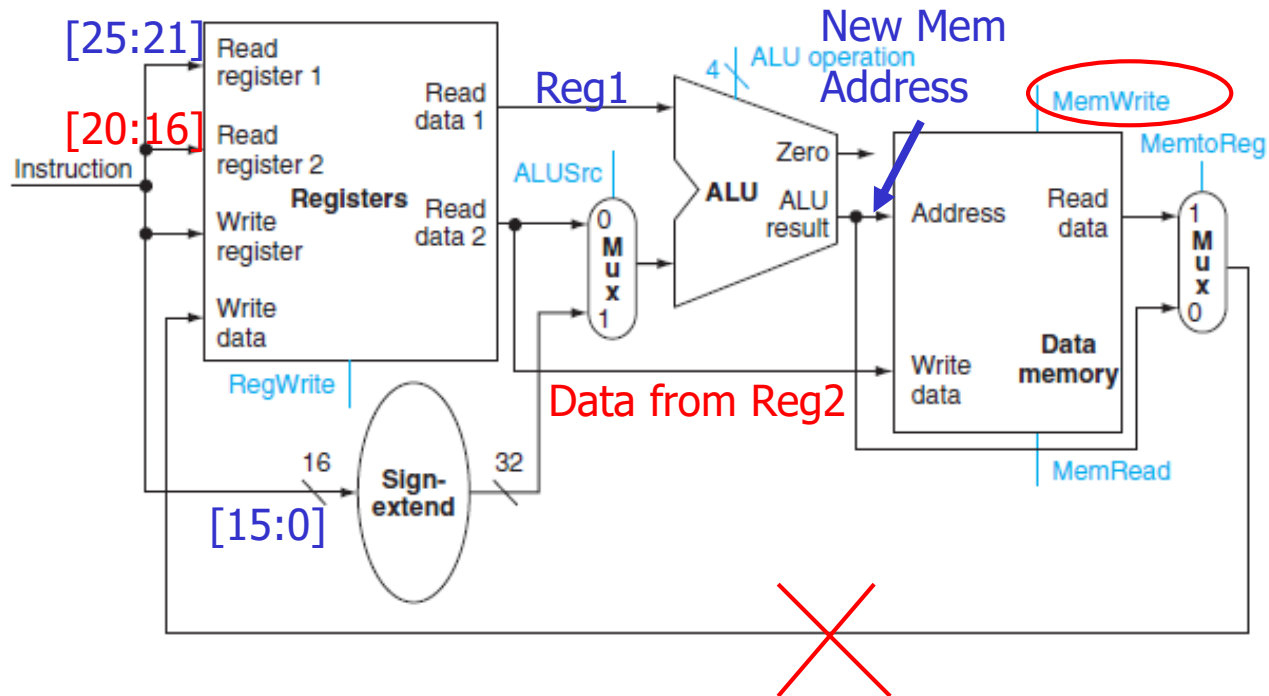 [25:21]
[20:16]
Instruction
Read
register 1
Read
register 2
Registers
Write
register
Write
data
Read
data 1
Read
data 2
RegWrite
16
Sign-
extend
32
[15:0]
Reg1
ALUSrc
0
M
u
x
1
4
ALU operation
ALU
Zero
ALU
result
New Mem
Address
MemWrite
Address
Read
data
Write
data
Data
memory
MemRead
Data from Reg2
MemtoReg
1
M
u
x
0